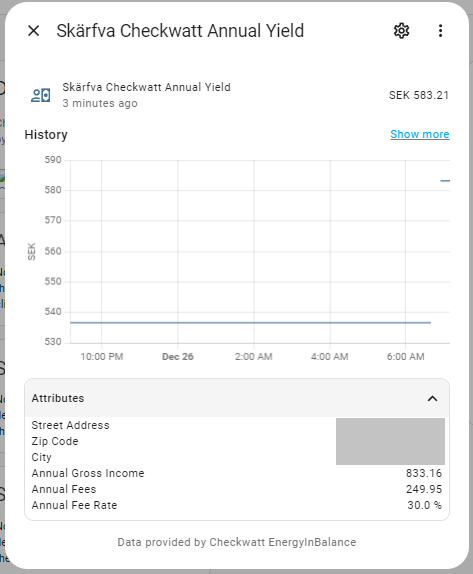 Skärfva Checkwatt Annual Yield
Skärfva Checkwatt Annual Yield
3 minutes ago
SEK 583.21
History
Show more
590
580
570
560
550
540
530
SEK
10:00 PM
Dec 26
2:00 AM
4:00 AM
6:00 AM
Attributes
Street Address
Zip Code
City
Annual Gross Income 833.16
Annual Fees 249.95
Annual Fee Rate 30.0 %
Data provided by Checkwatt EnergyInBalance